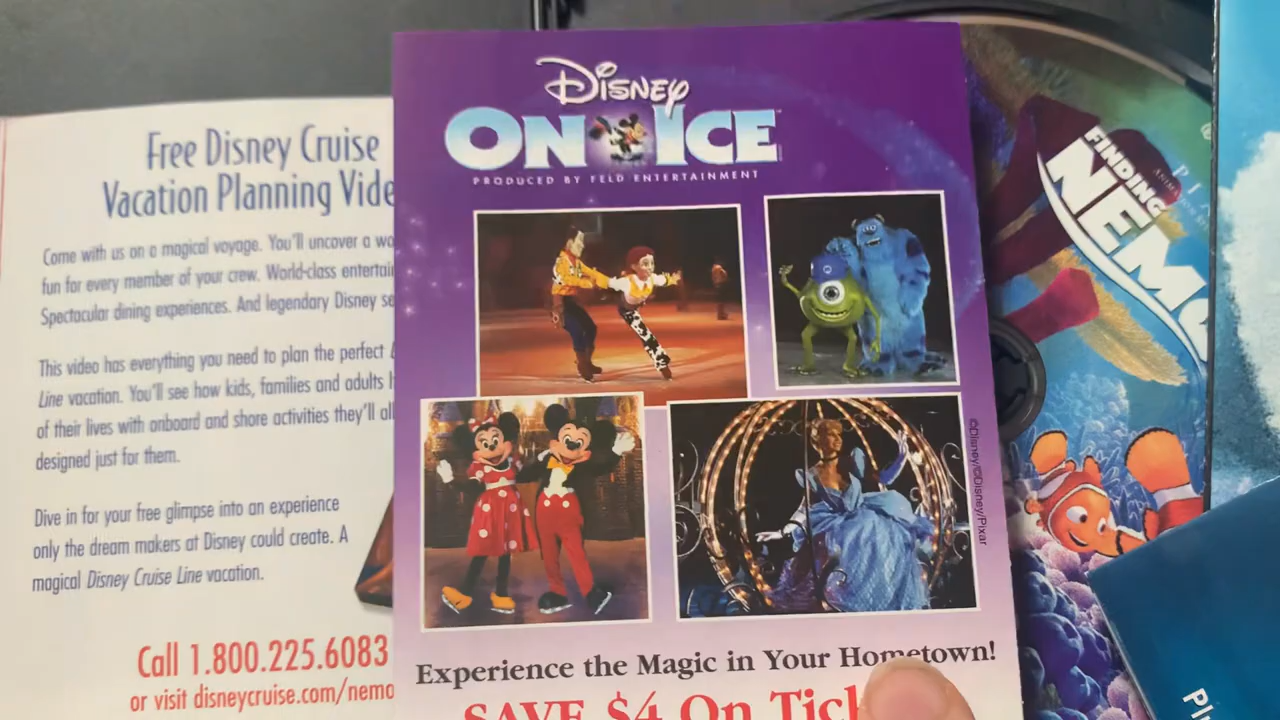 Free Disney Cruise
Vacation Planning
Come with us on a magical voyage. You'll uncover a
fun for every member of your crew. World-class
Spectacular dining experiences. And legendary Disney
This video has everything you need to plan the perfect
Line vacation. You'll see how kids, families and adults
of their lives with onboard and shore activities they'll
designed just for them.
Dive in for your free glimpse into an experience
only the dream makers at Disney could create. A
magical Disney Cruise Line vacation.
Call 1.800.225.6083
or visit disneycruise.com/nemo
DISNEY
ON ICE
PRODUCED BY FELD ENTERTAINMENT
©Disney/©Disney/Pixar
Experience the Magic in Your Hometown!
SAVE $4 On
FINDING
NEMO